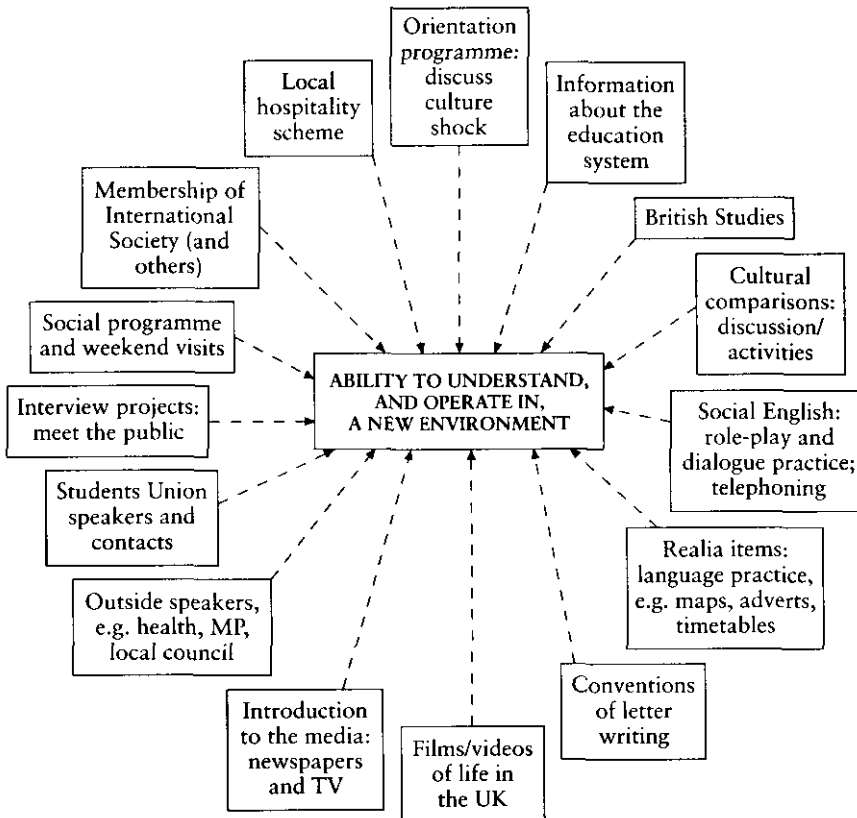 Orientation
programme:
discuss
culture
shock
Local
hospitality
scheme
Information
about the
education
system
Membership of
International
Society (and
others)
British Studies
Cultural
comparisons:
discussion/
activities
Social programme
and weekend visits
ABILITY TO UNDERSTAND,
AND OPERATE IN,
A NEW ENVIRONMENT
Interview projects:
meet the public
Social English:
role-play and
dialogue practice;
telephoning
Students Union
speakers and
contacts
Realia items:
language practice,
e.g. maps, adverts,
timetables
Outside speakers,
e.g. health, MP,
local council
Conventions
of letter
writing
Introduction
to the media:
newspapers
and TV
Films/videos
of life in
the UK